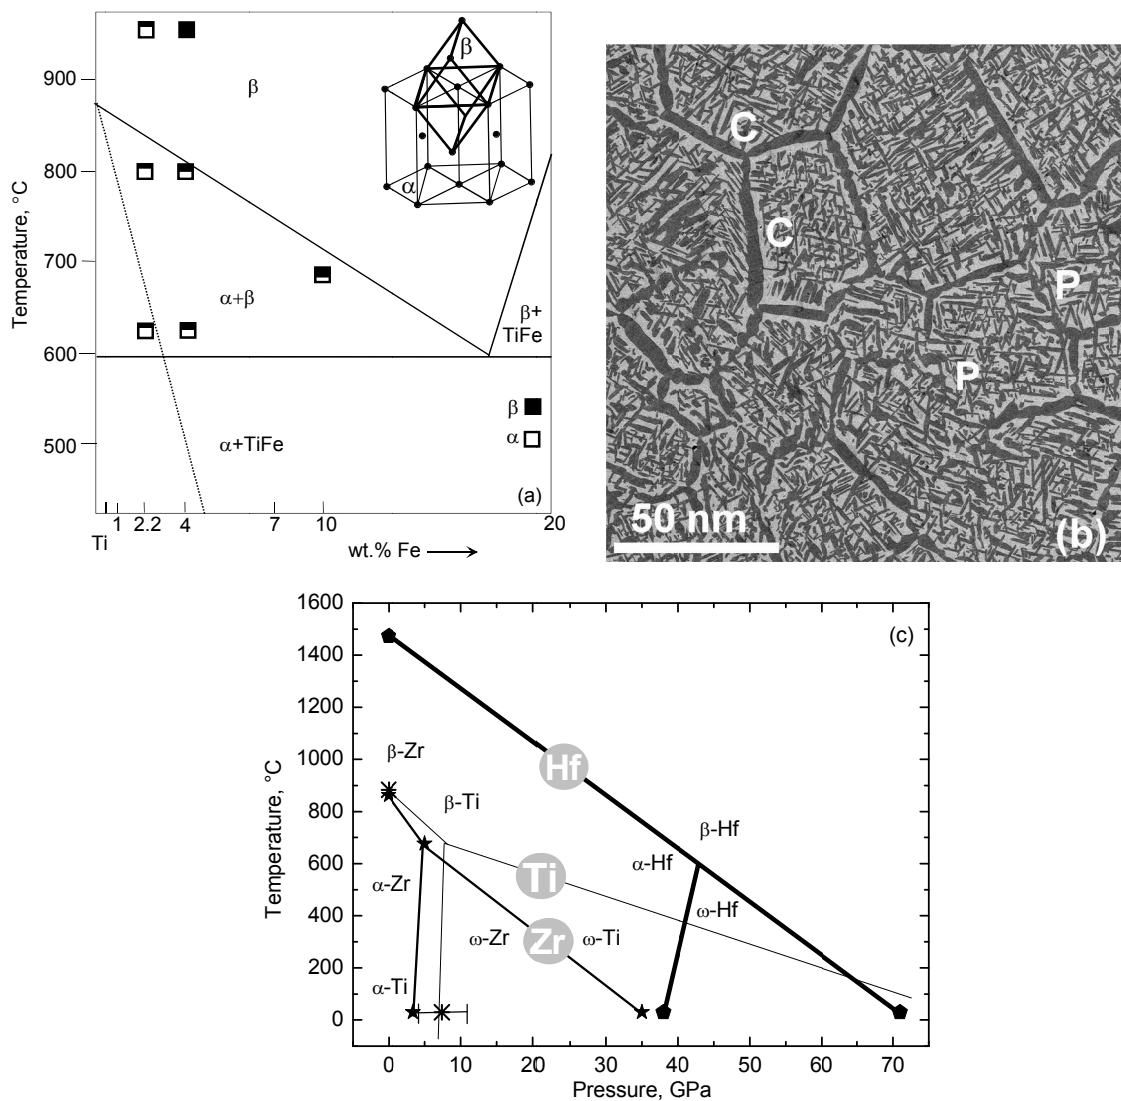 900
800
700
600
500
Temperature, °C
β
β
α
α+β
β+
TiFe
β
α
α+TiFe
(a)
1
2.2
4
7
10
20
Ti
wt.% Fe
C
C
P
P
50 nm
(b)
1600
1400
1200
1000
800
600
400
200
0
Temperature, °C
(c)
β-Zr
Hf
β-Ti
β-Hf
α-Hf
Ti
α-Zr
ω-Hf
ω-Zr
Zr
ω-Ti
α-Ti
0
10
20
30
40
50
60
70
Pressure, GPa